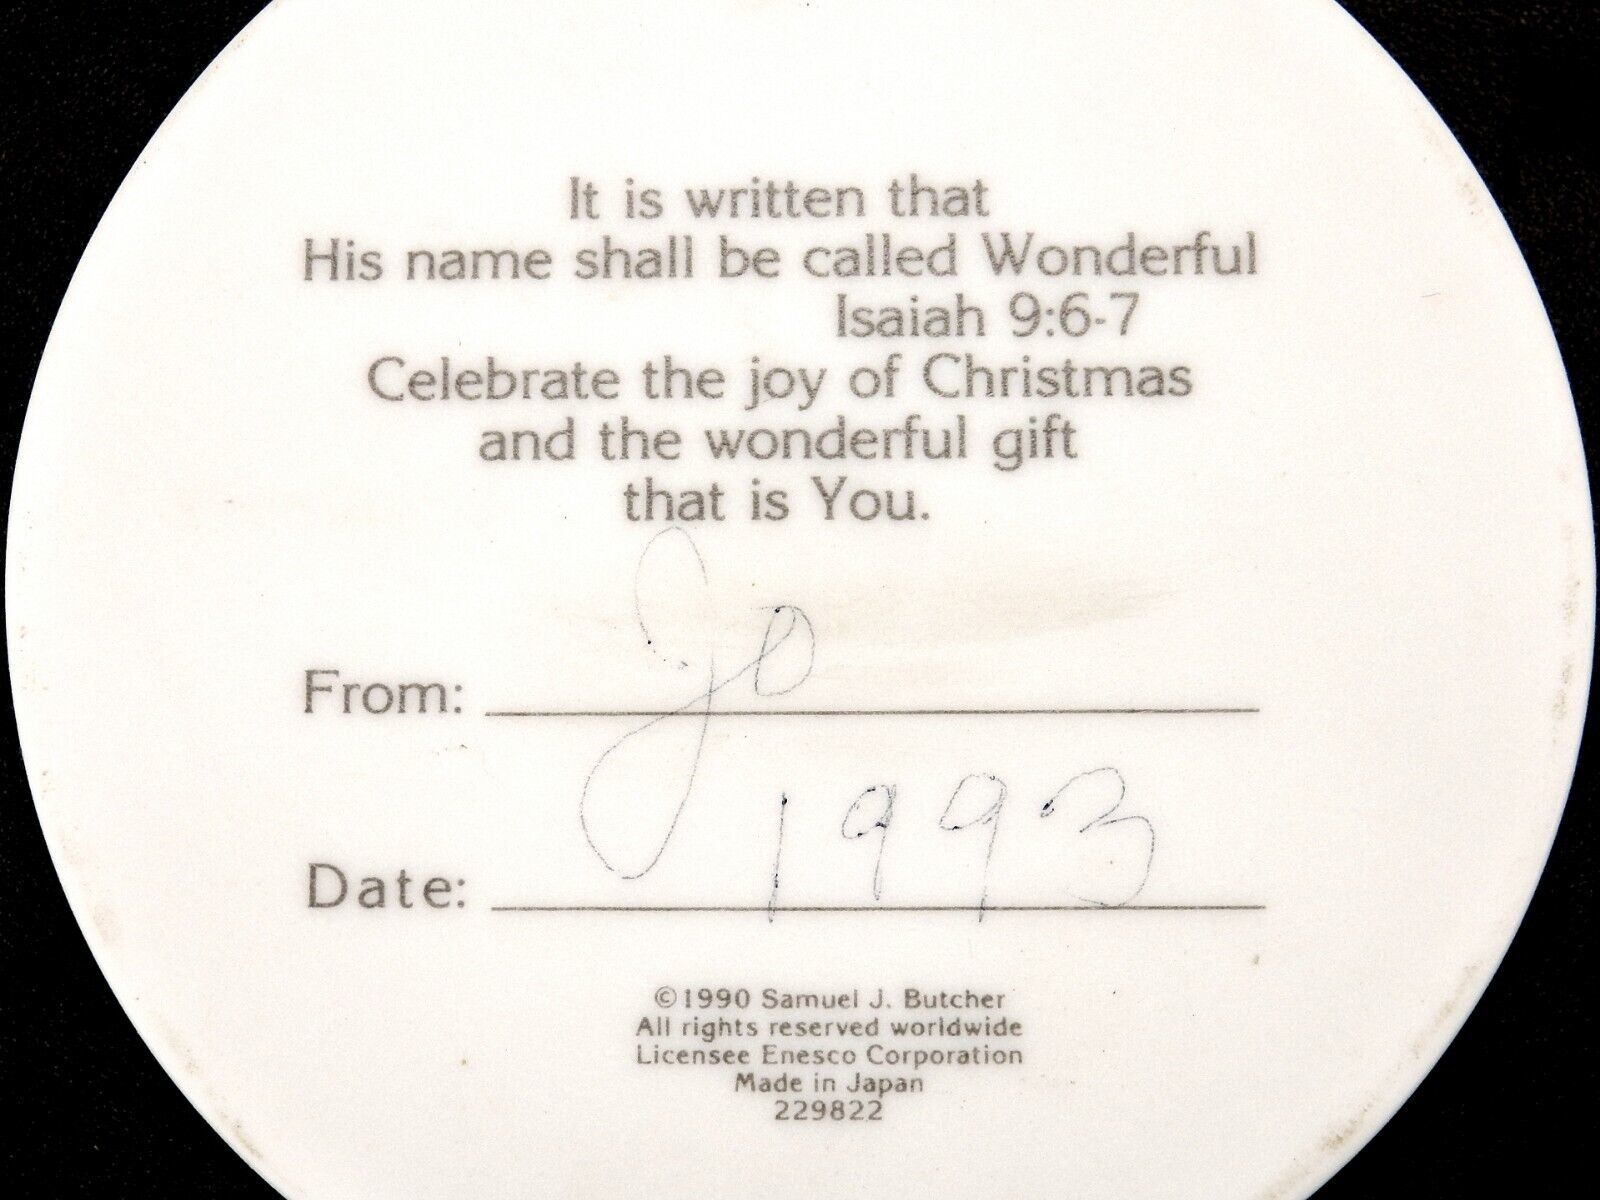 It is written that
His name shall be called Wonderful
Isaiah 9:6-7
Celebrate the joy of Christmas
and the wonderful gift
that is You.
From: Jo
Date: 1993
©1990 Samuel J. Butcher
All rights reserved worldwide
Licensee Enesco Corporation
Made in Japan
229822